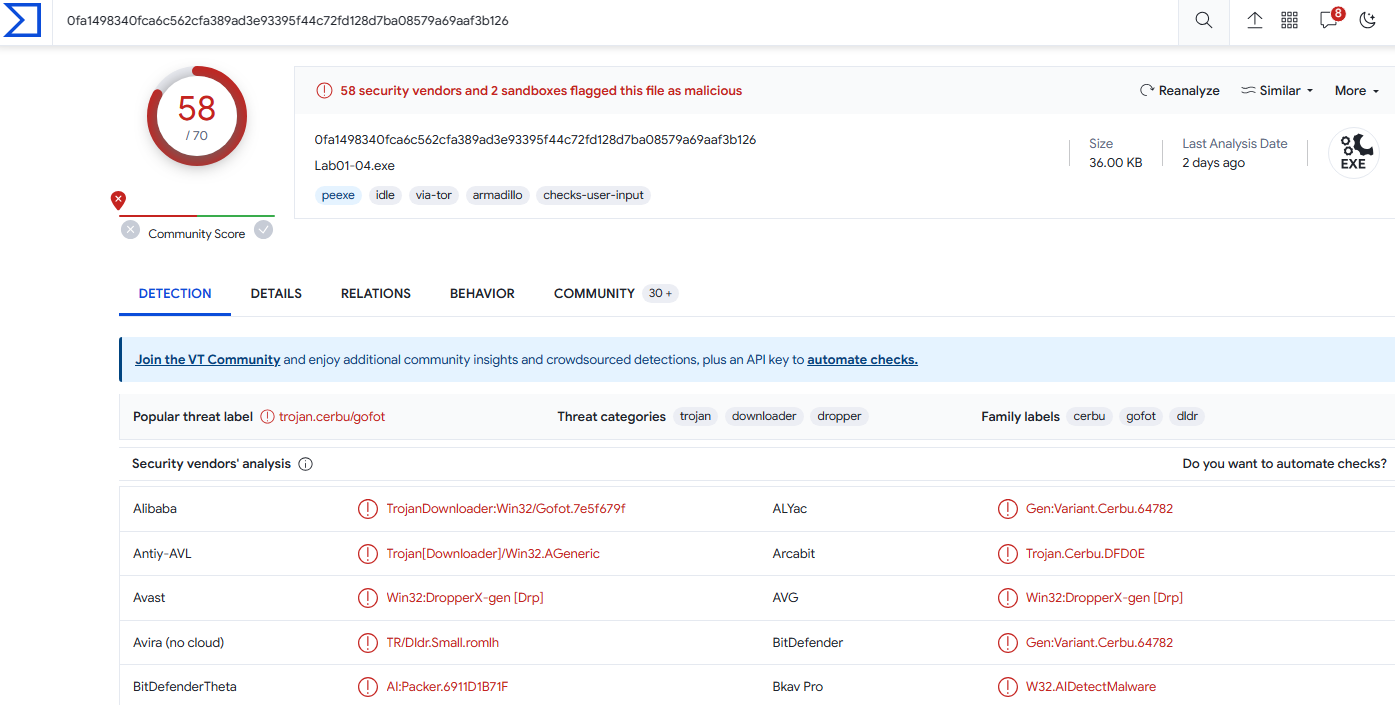 0fa1498340fca6c562cfa389ad3e93395f44c72fd128d7ba08579a69aaf3b126
8
58
/ 70
Community Score
58 security vendors and 2 sandboxes flagged this file as malicious
Reanalyze
Similar
More
0fa1498340fca6c562cfa389ad3e93395f44c72fd128d7ba08579a69aaf3b126
Lab01-04.exe
peexe idle via-tor armadillo checks-user-input
Size
36.00 KB
Last Analysis Date
2 days ago
EXE
DETECTION DETAILS RELATIONS BEHAVIOR COMMUNITY 30 +
Join the VT Community and enjoy additional community insights and crowdsourced detections, plus an API key to automate checks.
Popular threat label trojan.cerbu/gofot Threat categories trojan downloader dropper Family labels cerbu gofot dldr
Security vendors' analysis Do you want to automate checks?
Alibaba TrojanDownloader:Win32/Gofot.7e5f679f ALYac Gen:Variant.Cerbu.64782
Antiy-AVL Trojan[Downloader]/Win32.AGeneric Arcabit Trojan.Cerbu.DFD0E
Avast Win32:DropperX-gen [Drp] AVG Win32:DropperX-gen [Drp]
Avira (no cloud) TR/Dldr.Small.romlh BitDefender Gen:Variant.Cerbu.64782
BitDefenderTheta AI:Packer.6911D1B71F Bkav Pro W32.AIDetectMalware